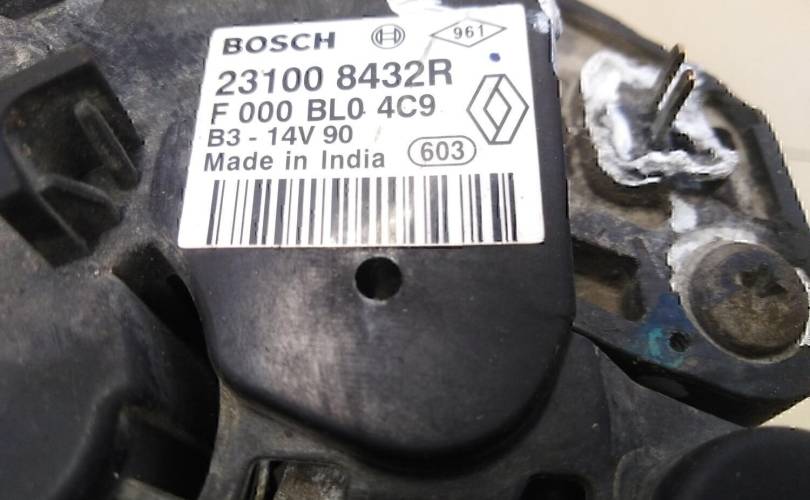 BOSCH 961
23100 8432R
F 000 BL0 4C9
B3 - 14V 90
Made in India 603